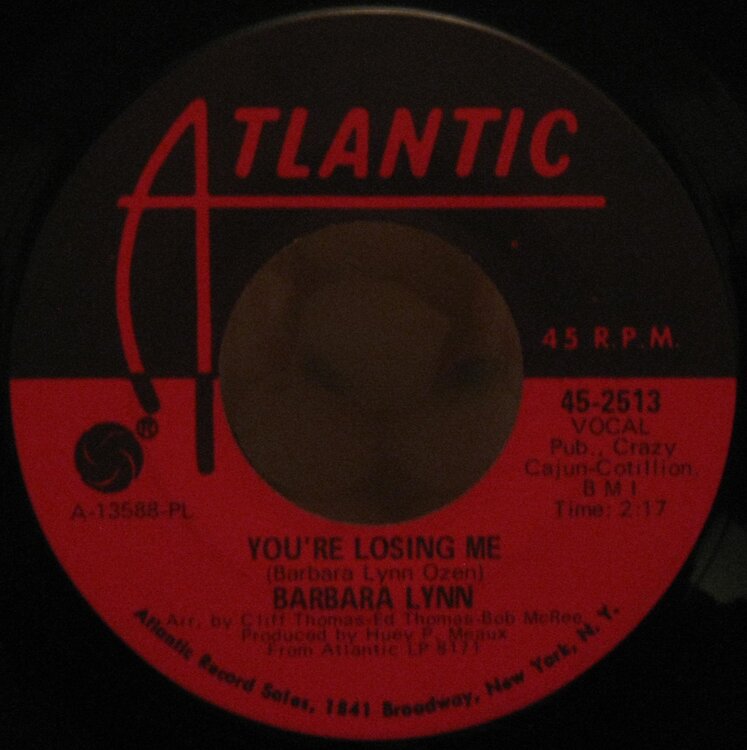 ATLANTIC
45 R.P.M.
45-2513
VOCAL
Pub., Crazy
Cajun-Cotillion,
BMI
Time: 2:17
A-13588-PL
YOU'RE LOSING ME
(Barbara Lynn Ozen)
BARBARA LYNN
Arr. by Cliff Thomas-Ed Thomas-Bob McRee
Produced by Huey P. Meaux
From Atlantic LP 8171
Atlantic Record Sales, 1841 Broadway, New York, N. Y.